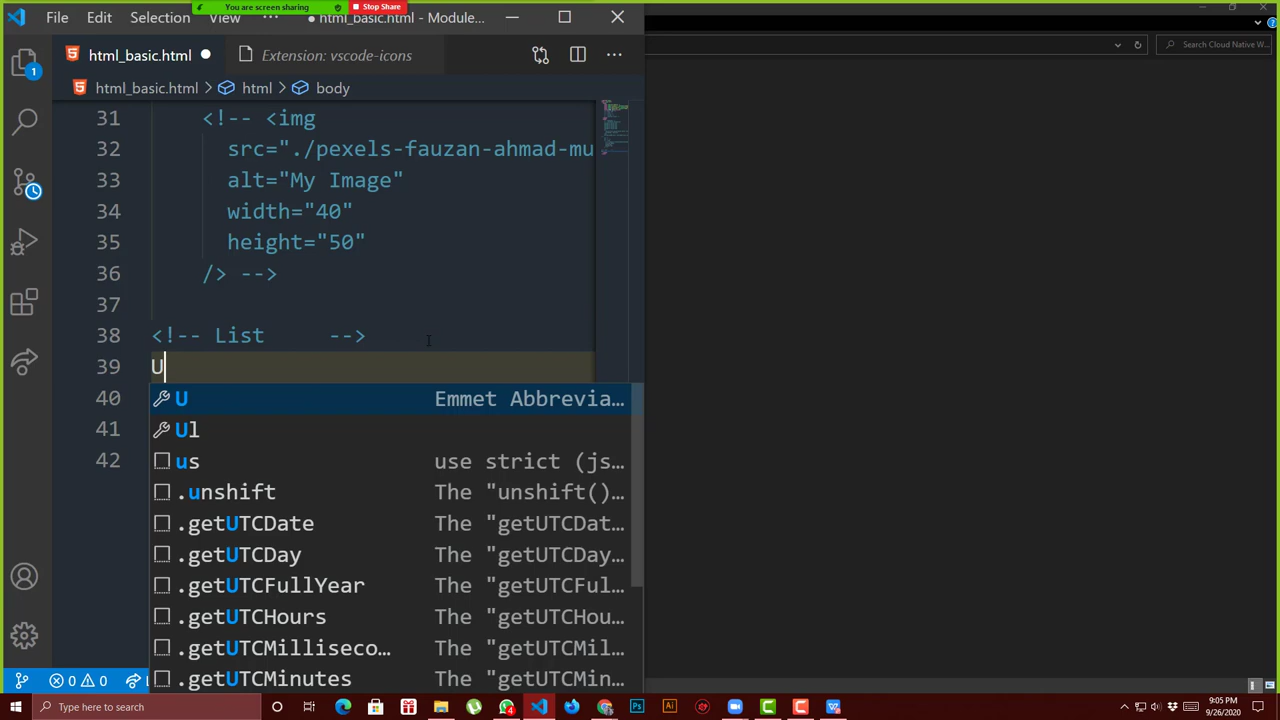 You are screen sharing
Stop Share
File Edit Selection View ··· ● html_basic.html - Module...
html_basic.html ● Extension: vscode-icons ···
Search Cloud Native W...
html_basic.html > html > body
1
31 <!-- <img
32 src="./pexels-fauzan-ahmad-mu
33 alt="My Image"
34 width="40"
35 height="50"
36 /> -->
37
38 <!-- List -->
39 U
40 U Emmet Abbrevia...
41 Ul
42 us use strict (js...
.unshift The "unshift()...
.getUTCDate The "getUTCDat...
.getUTCDay The "getUTCDay...
.getUTCFullYear The "getUTCFul...
.getUTCHours The "getUTCHou...
.getUTCMilliseco... The "getUTCMil...
.getUTCMinutes The "getUTCMin...
0 0
Type here to search
9:05 PM
9/26/2020